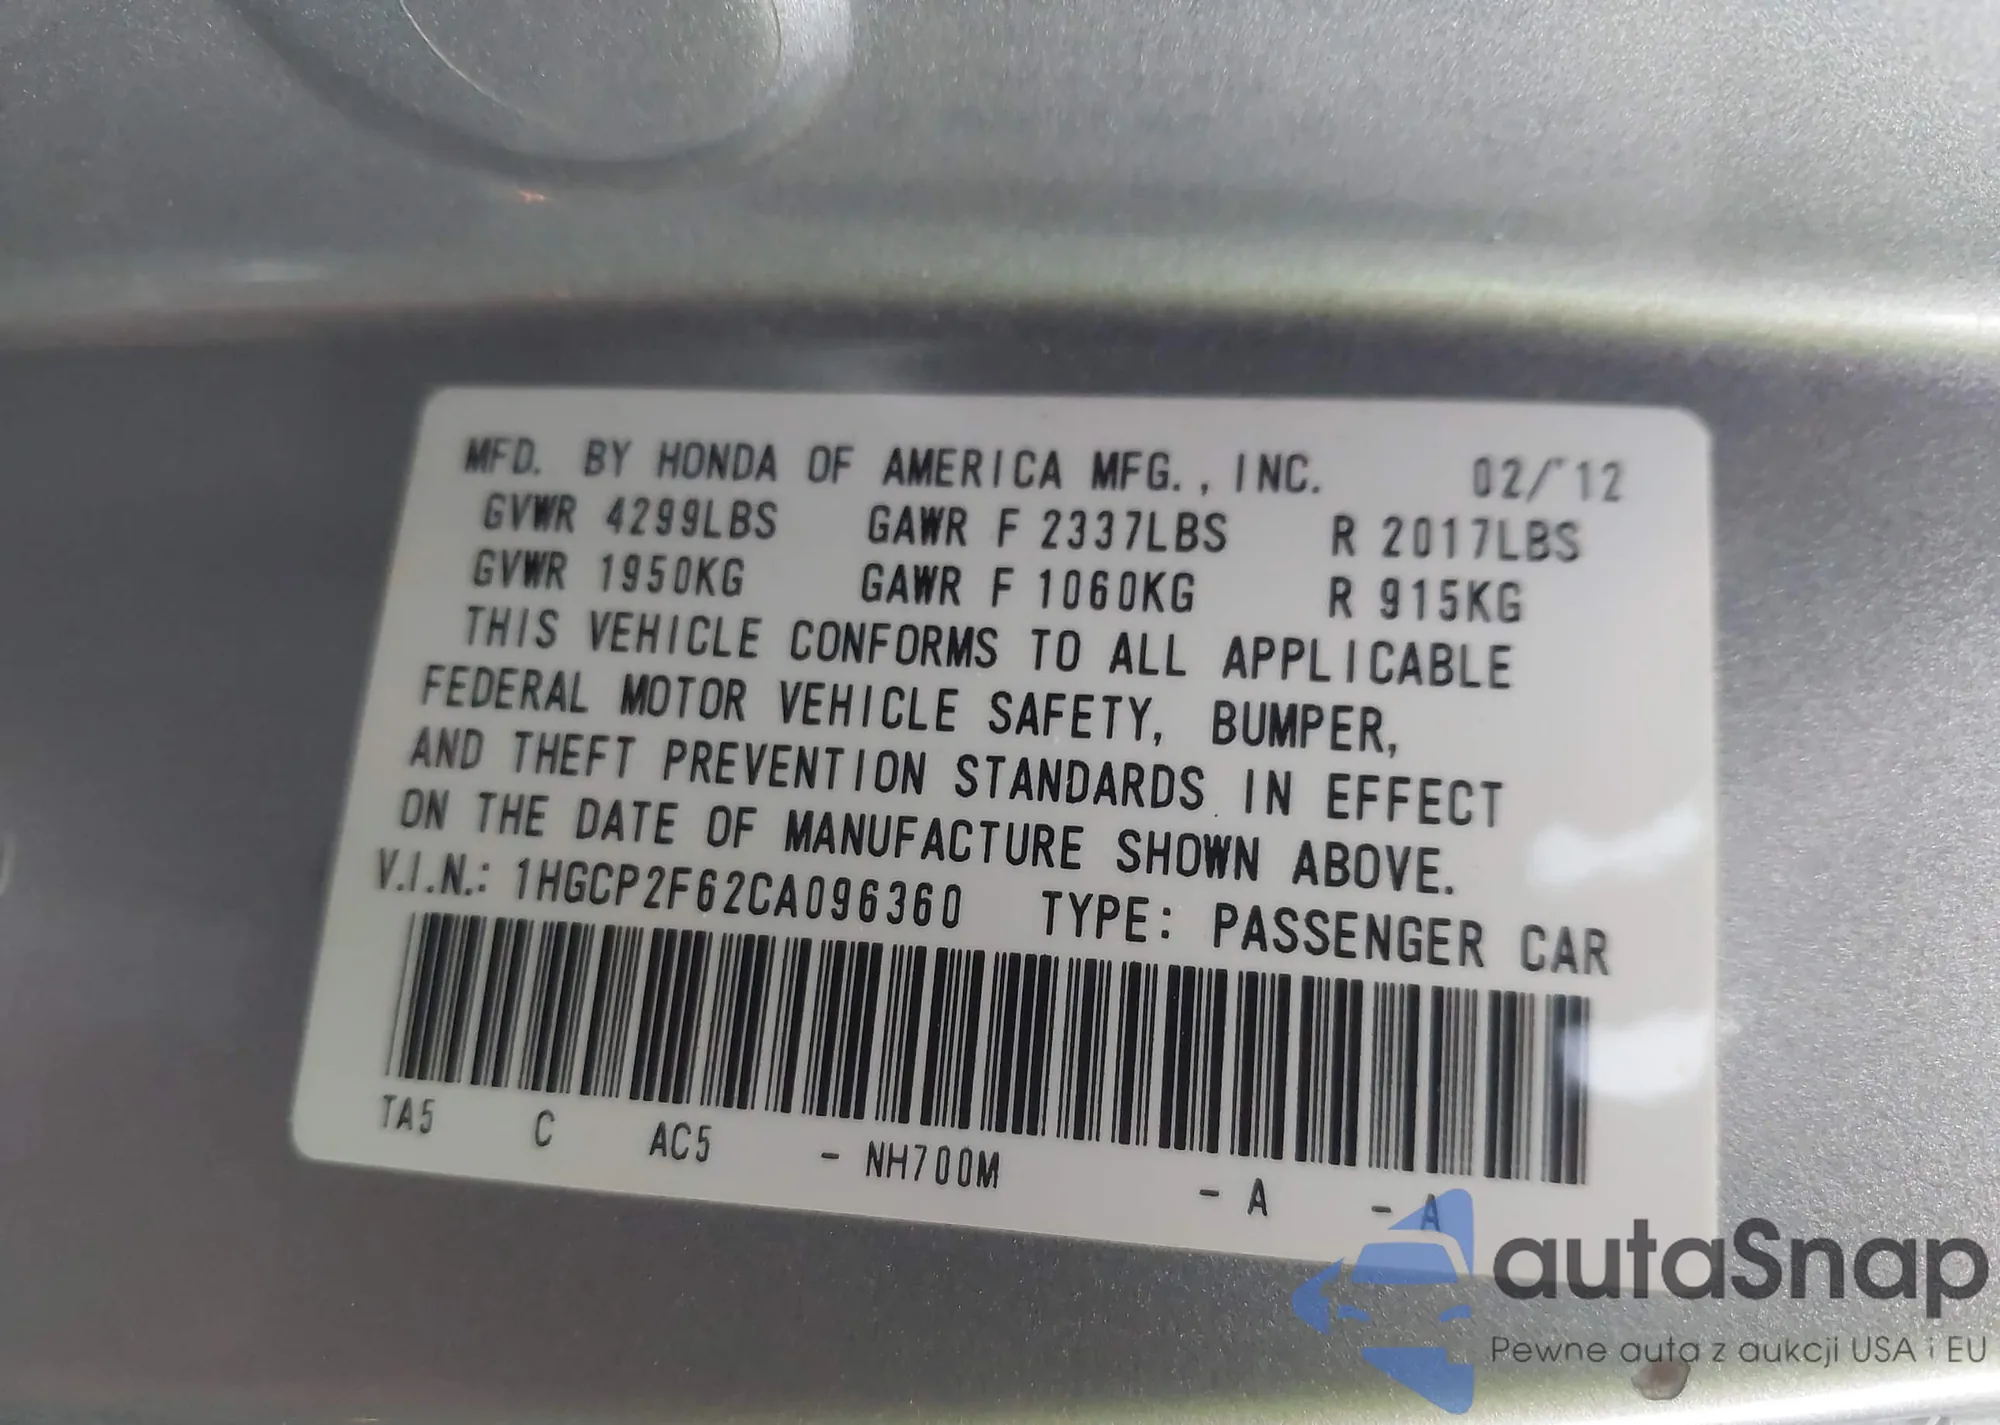 MFD. BY HONDA OF AMERICA MFG., INC. 02/12
GVWR 4299LBS GAWR F 2337LBS R 2017LBS
GVWR 1950KG GAWR F 1060KG R 915KG
THIS VEHICLE CONFORMS TO ALL APPLICABLE
FEDERAL MOTOR VEHICLE SAFETY, BUMPER,
AND THEFT PREVENTION STANDARDS IN EFFECT
ON THE DATE OF MANUFACTURE SHOWN ABOVE.
V.I.N.: 1HGCP2F62CA096360 TYPE: PASSENGER CAR
TA5 C AC5 - NH700M - A - A
autaSnap
Pewne auta z aukcji USA i EU